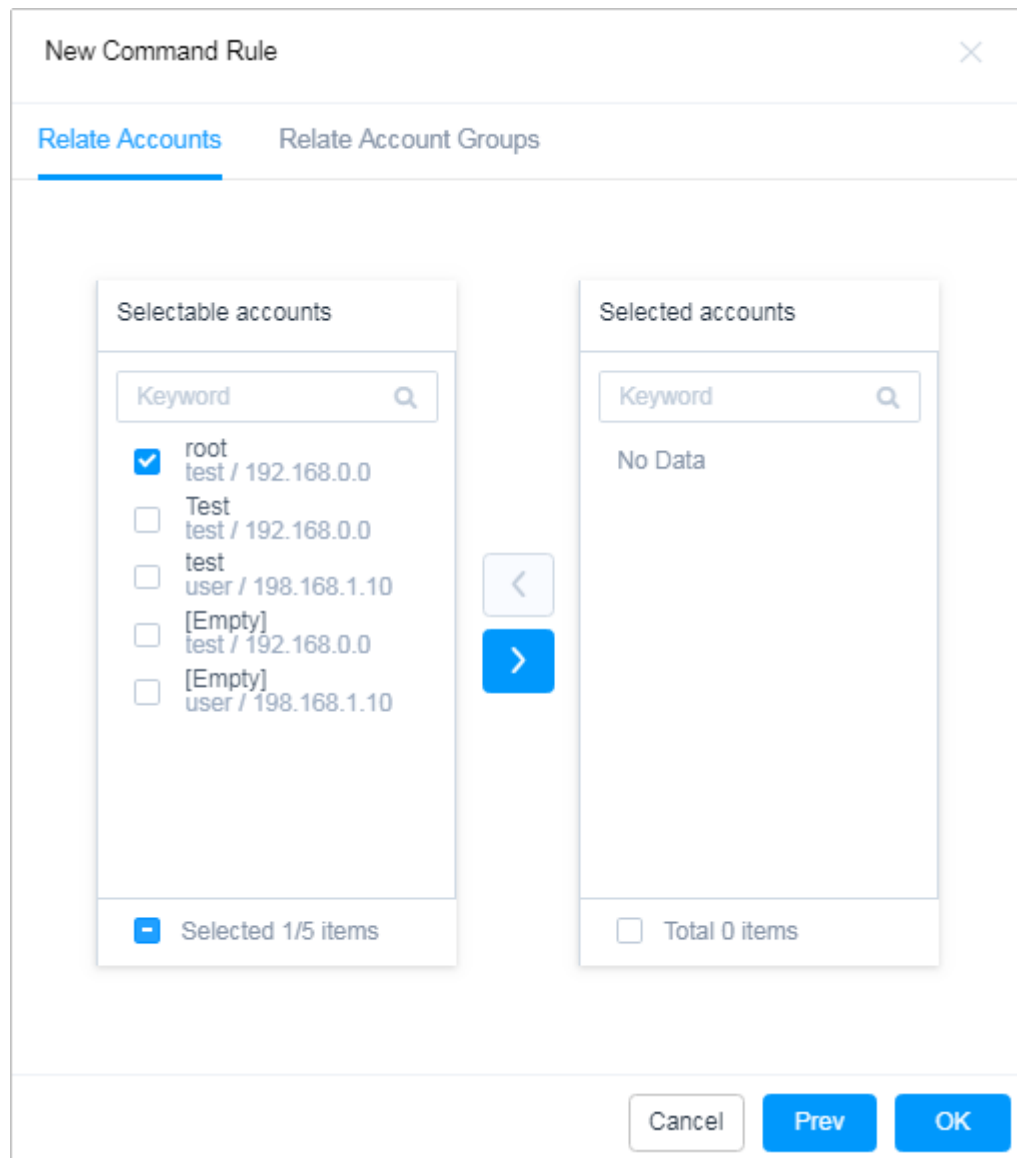 New Command Rule
Relate Accounts
Relate Account Groups
Selectable accounts
Keyword
root
test / 192.168.0.0
Test
test / 192.168.0.0
test
user / 198.168.1.10
[Empty]
test / 192.168.0.0
[Empty]
user / 198.168.1.10
Selected 1/5 items
Selected accounts
Keyword
No Data
Total 0 items
Cancel
Prev
OK